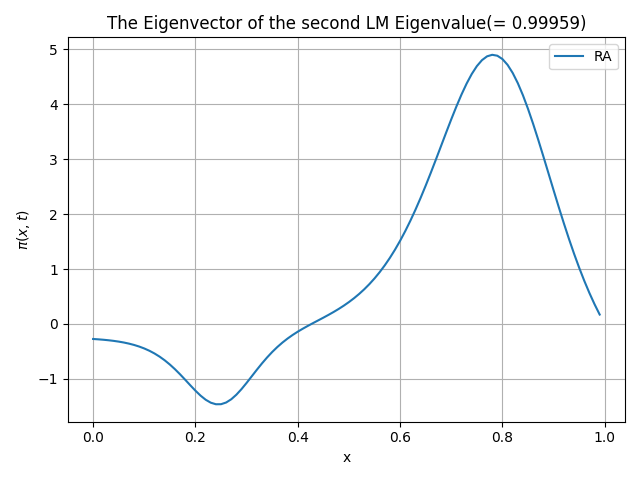 The Eigenvector of the second LM Eigenvalue(= 0.99959)
RA
5
4
3
2
1
0
−1
π(x, t)
0.0 0.2 0.4 0.6 0.8 1.0
x